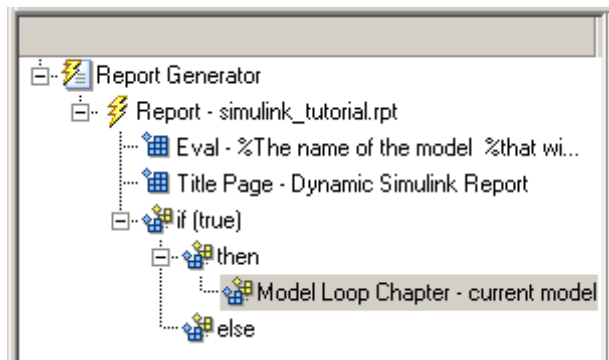 Report Generator
Report - simulink_tutorial.rpt
Eval - %The name of the model %that wi...
Title Page - Dynamic Simulink Report
if (true)
then
Model Loop Chapter - current model
else